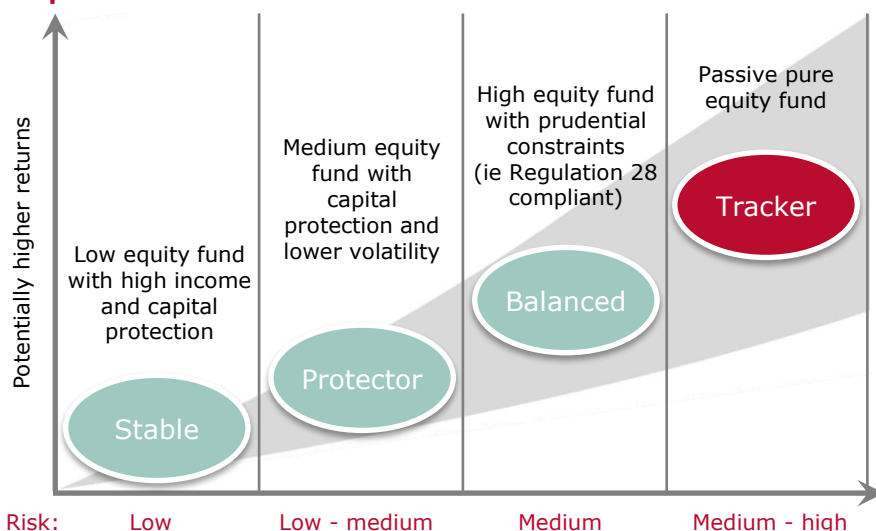 Potentially higher returns
Low equity fund
with high income
and capital
protection
Stable
Medium equity
fund with
capital
protection and
lower volatility
Protector
High equity fund
with prudential
constraints
(ie Regulation 28
compliant)
Balanced
Passive pure
equity fund
Tracker
Risk: Low Low - medium Medium Medium - high